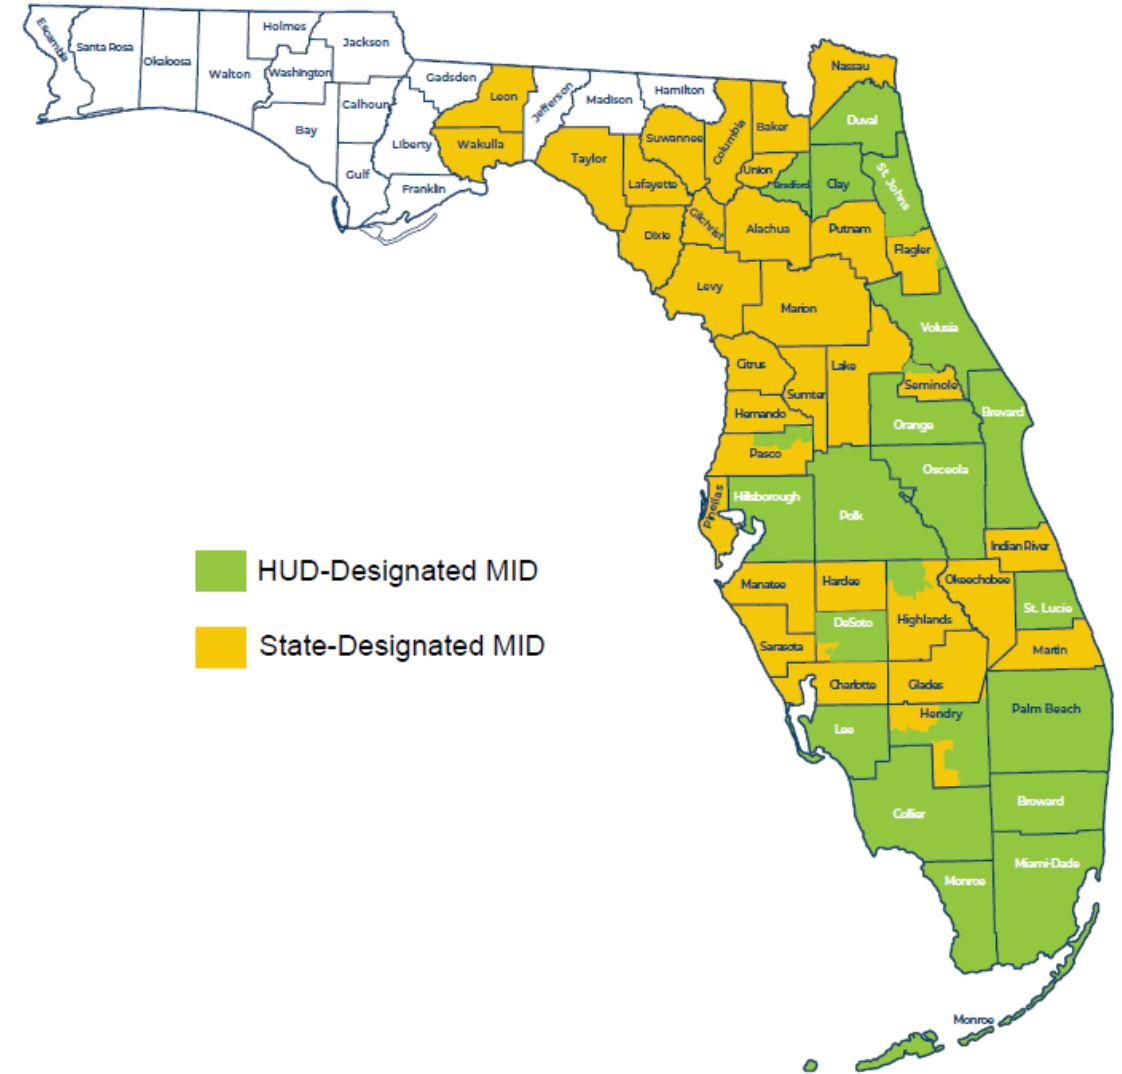 Escambia
Santa Rosa
Okaloosa
Walton
Holmes
Washington
Jackson
Bay
Calhoun
Gulf
Liberty
Gadsden
Franklin
Leon
Wakulla
Jefferson
Madison
Hamilton
Taylor
Suwannee
Lafayette
Columbia
Baker
Nassau
Duval
Union
Bradford
Clay
St Johns
Dixie
Gilchrist
Alachua
Putnam
Flagler
Levy
Marion
Volusia
Citrus
Sumter
Lake
Seminole
Hernando
Orange
Brevard
Pasco
Osceola
Pinellas
Hillsborough
Polk
Indian River
HUD-Designated MID
State-Designated MID
Manatee
Hardee
Highlands
Okeechobee
St. Lucie
DeSoto
Sarasota
Martin
Charlotte
Glades
Lee
Hendry
Palm Beach
Collier
Broward
Monroe
Miami-Dade
Monroe